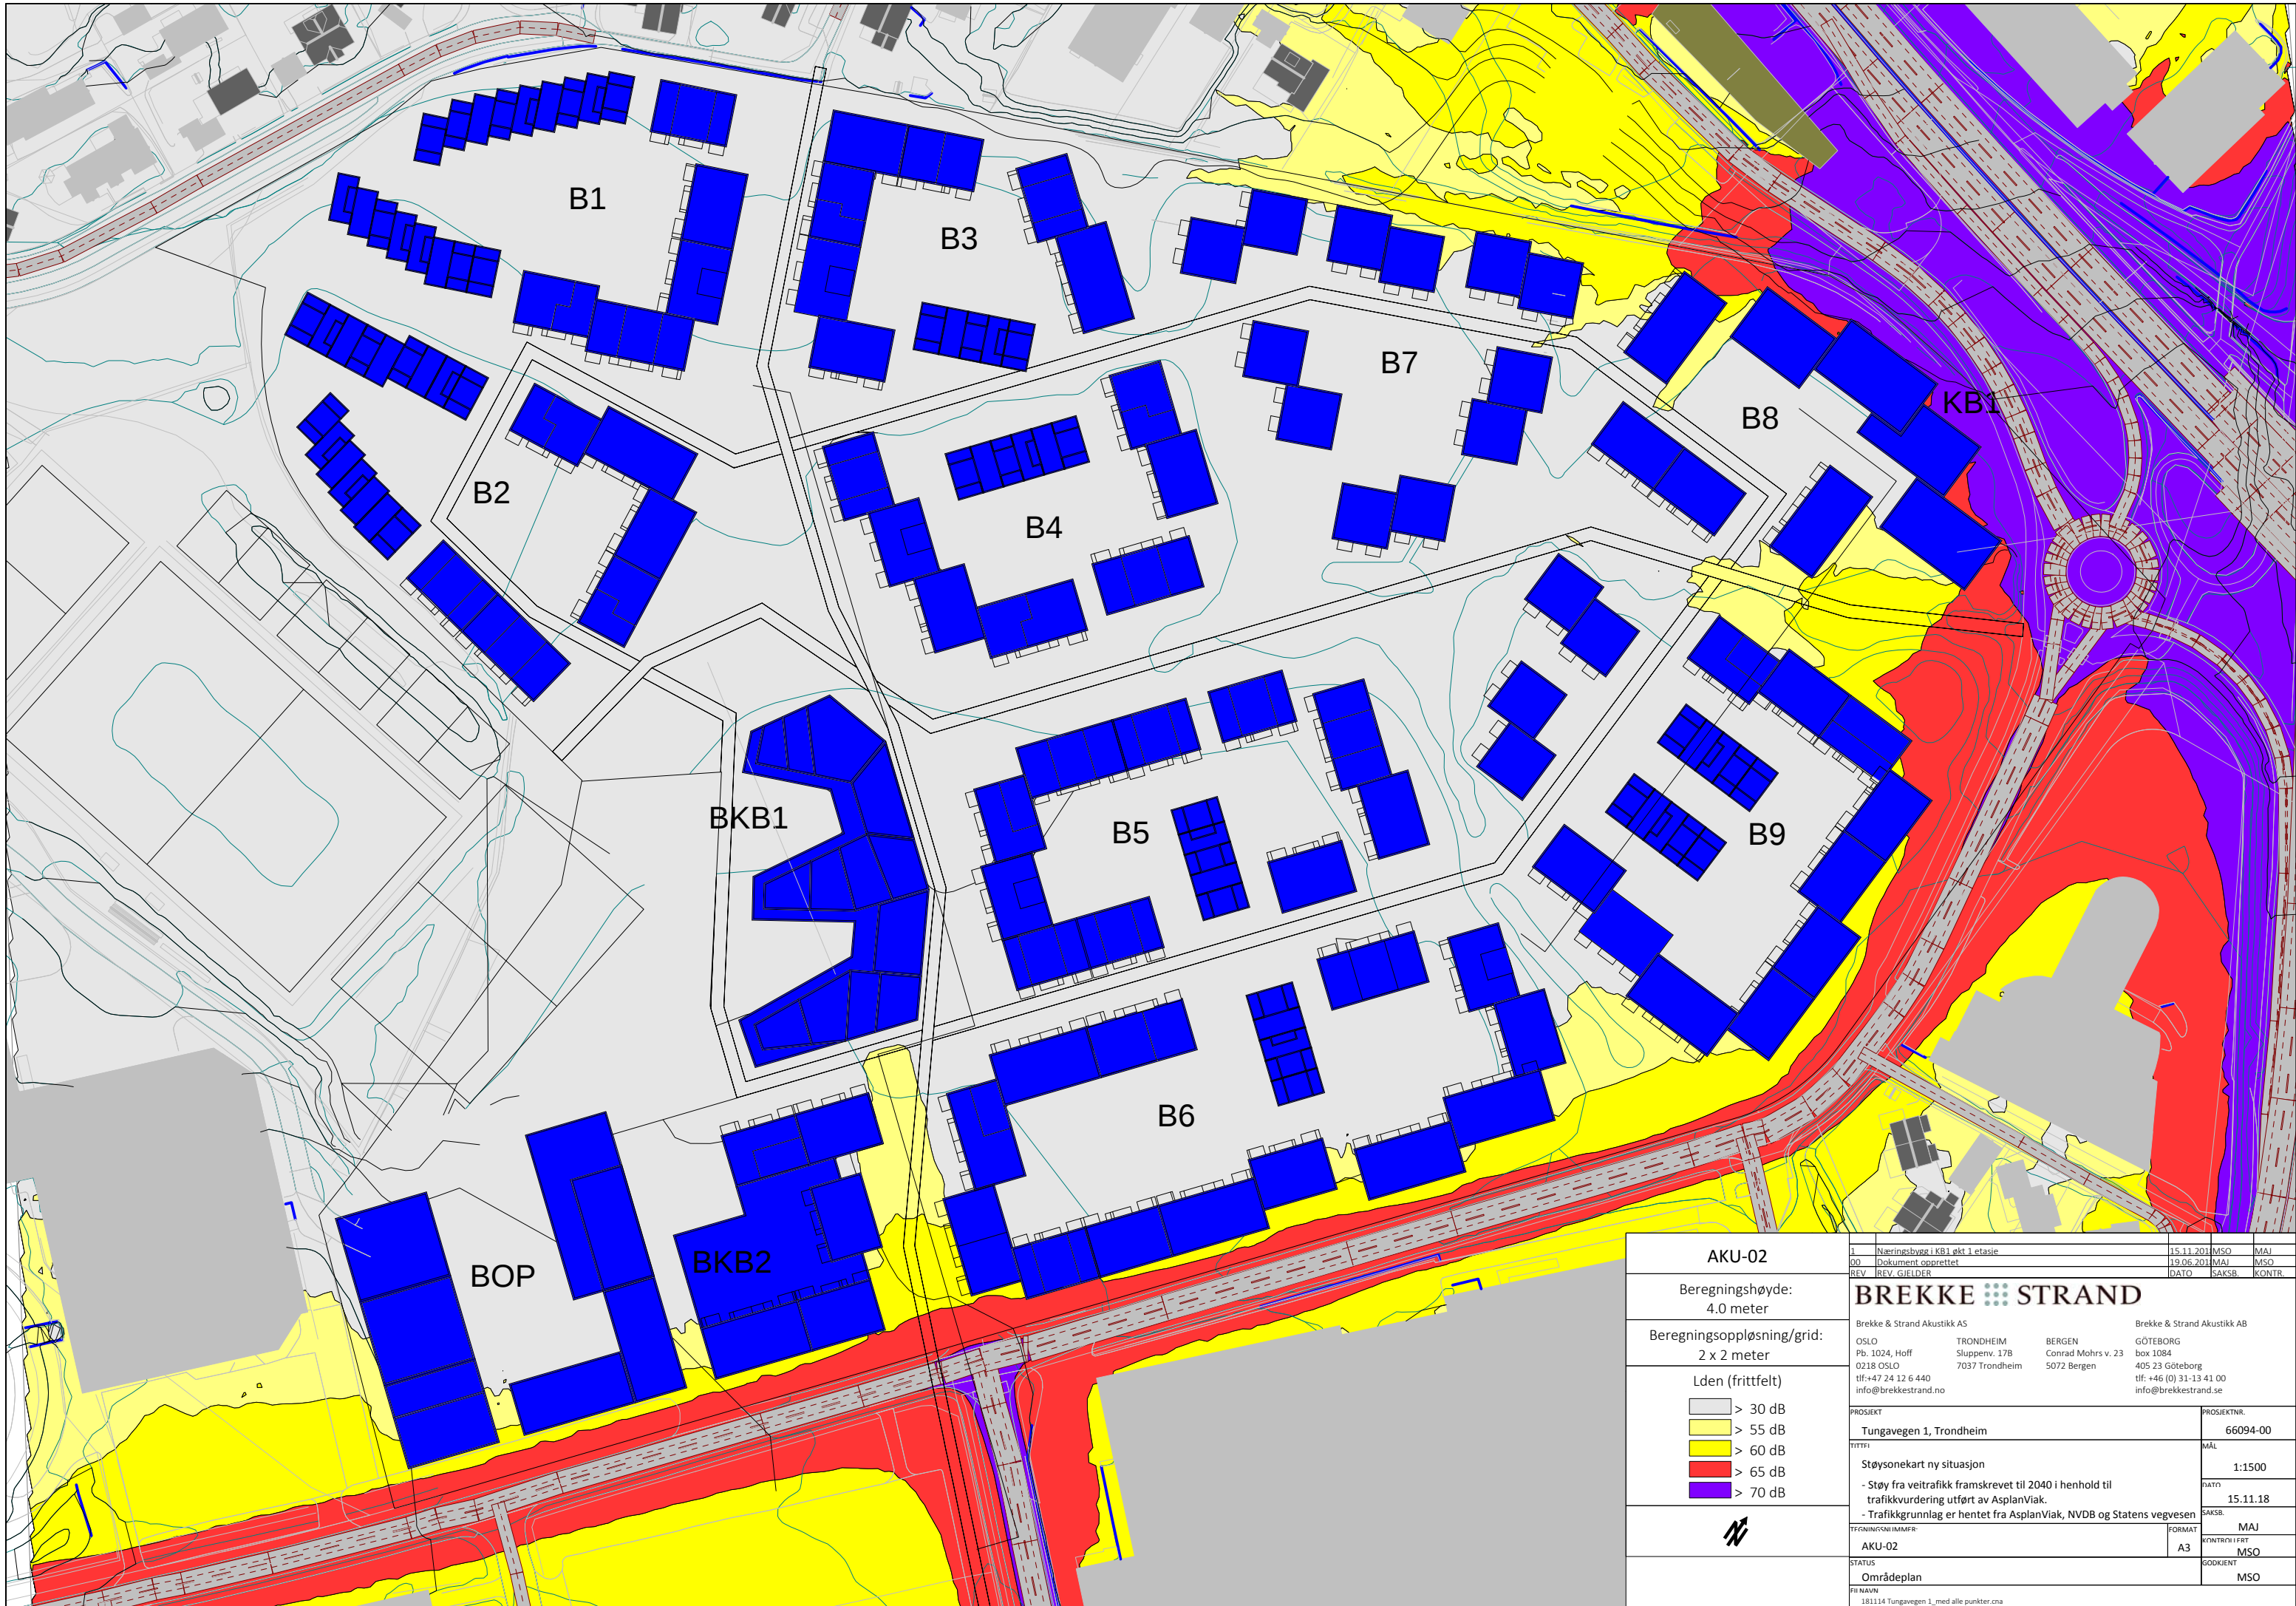 B1
B3
B7
KB1
B8
B2
B4
BKB1
B5
B9
B6
BOP
BKB2
AKU-02
Beregningshøyde:
4.0 meter
Beregningsoppløsning/grid:
2 x 2 meter
Lden (frittfelt)
> 30 dB
> 55 dB
> 60 dB
> 65 dB
> 70 dB
1 Næringsbygg i KB1 økt 1 etasje 15.11.201 MSO MAJ
00 Dokument opprettet 19.06.201 MAJ MSO
REV REV. GJELDER DATO SAKSB. KONTR.
BREKKE STRAND
Brekke & Strand Akustikk AS Brekke & Strand Akustikk AB
OSLO TRONDHEIM BERGEN GÖTEBORG
Pb. 1024, Hoff Sluppenv. 17B Conrad Mohrs v. 23 box 1084
0218 OSLO 7037 Trondheim 5072 Bergen 405 23 Göteborg
tlf:+47 24 12 6 440 tlf: +46 (0) 31-13 41 00
info@brekkestrand.no info@brekkestrand.se
PROSJEKT PROSJEKTNR.
Tungavegen 1, Trondheim 66094-00
TITTEL MÅL
Støysonekart ny situasjon 1:1500
- Støy fra veitrafikk framskrevet til 2040 i henhold til
trafikkvurdering utført av AsplanViak.
- Trafikkgrunnlag er hentet fra AsplanViak, NVDB og Statens vegvesen
DATO
15.11.18
SAKSB.
MAJ
TEGNINGSNUMMER: FORMAT KONTROLLERT
AKU-02 A3 MSO
STATUS GODKJENT
Områdeplan MSO
FILNAVN
181114 Tungavegen 1_med alle punkter.cna